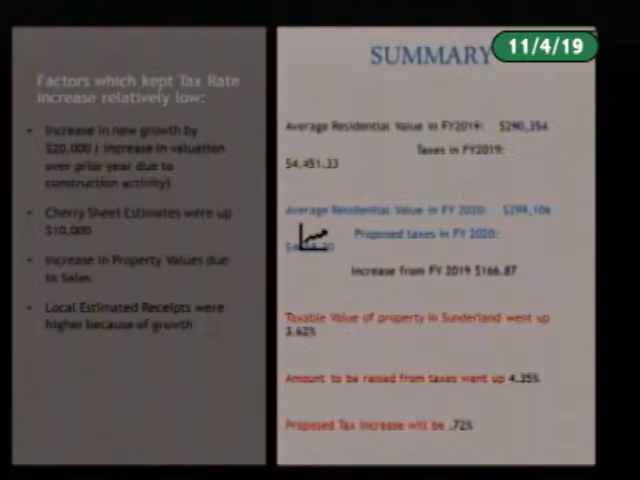 11/4/19
Factors which kept Tax Rate
increase relatively low:
• Increase in new growth by
$20,000 ( increase in valuation
over prior year due to
construction activity)
• Cherry Sheet Estimates were up
$10,000
• Increase in Property Values due
to Sales
• Local Estimated Receipts were
higher because of growth
SUMMARY
Average Residential Value in FY2019: $290,354
Taxes in FY2019:
$4,451.33
Average Residential Value in FY 2020: $299,106
Proposed taxes in FY 2020:
Increase from FY 2019 $166.87
Taxable Value of property in Sunderland went up
3.62%
Amount to be raised from taxes went up 4.35%
Proposed Tax Increase will be .72%